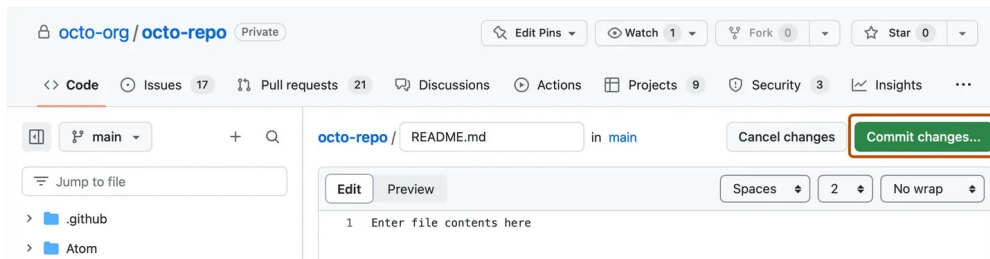 octo-org / octo-repo Private Edit Pins Watch 1 Fork 0 Star 0
Code Issues 17 Pull requests 21 Discussions Actions Projects 9 Security 3 Insights ...
main octo-repo / README.md in main Cancel changes Commit changes...
Jump to file Edit Preview Spaces 2 No wrap
.github 1 Enter file contents here
Atom